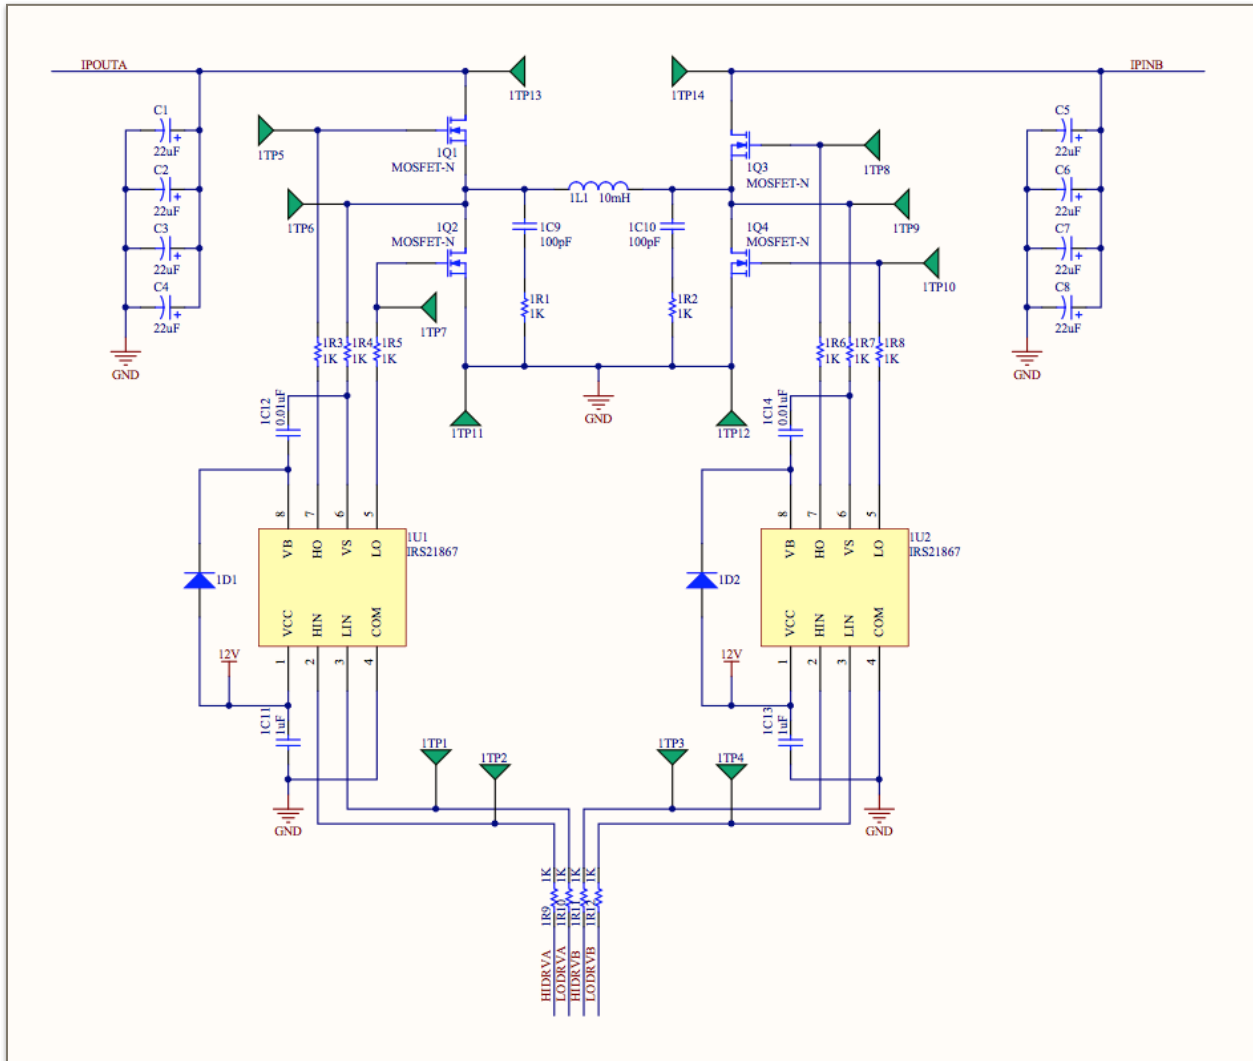 IPOUTA
IPINB
1TP13
1TP14
C1
22uF
C2
22uF
C3
22uF
C4
22uF
GND
1TP5
1TP6
1Q1
MOSFET-N
1Q2
MOSFET-N
1TP7
1L1 10mH
1C9
100pF
1C10
100pF
1R1
1K
1R2
1K
1Q3
MOSFET-N
1Q4
MOSFET-N
1TP8
1TP9
1TP10
C5
22uF
C6
22uF
C7
22uF
C8
22uF
GND
1R3
1K
1R4
1K
1R5
1K
1R6
1K
1R7
1K
1R8
1K
1TP11
GND
1TP12
1C12
0.01uF
1C14
0.01uF
8 7 6 5
VB HO VS LO
1U1
IRS21867
VCC HIN LIN COM
1 2 3 4
1D1
12V
1C11
1uF
GND
8 7 6 5
VB HO VS LO
1U2
IRS21867
VCC HIN LIN COM
1 2 3 4
1D2
12V
1C13
1uF
GND
1TP1
1TP2
1TP3
1TP4
1K 1K 1K 1K
1R9 1R10 1R11 1R12
HIDRVA
LODRVA
HIDRVB
LODRVB